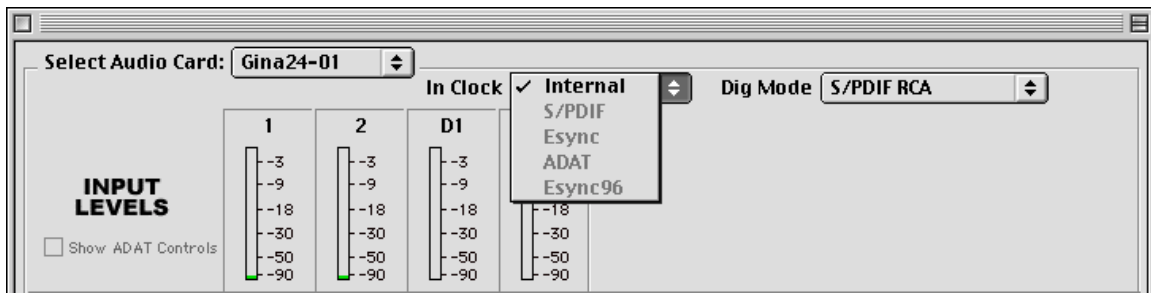 Select Audio Card: Gina24-01
In Clock ✓ Internal Dig Mode S/PDIF RCA
S/PDIF
Esync
ADAT
Esync96
1 2 D1
INPUT
LEVELS
Show ADAT Controls
-3 -3 -3
-9 -9 -9
-18 -18 -18 -18
-30 -30 -30 -30
-50 -50 -50 -50
-90 -90 -90 -90